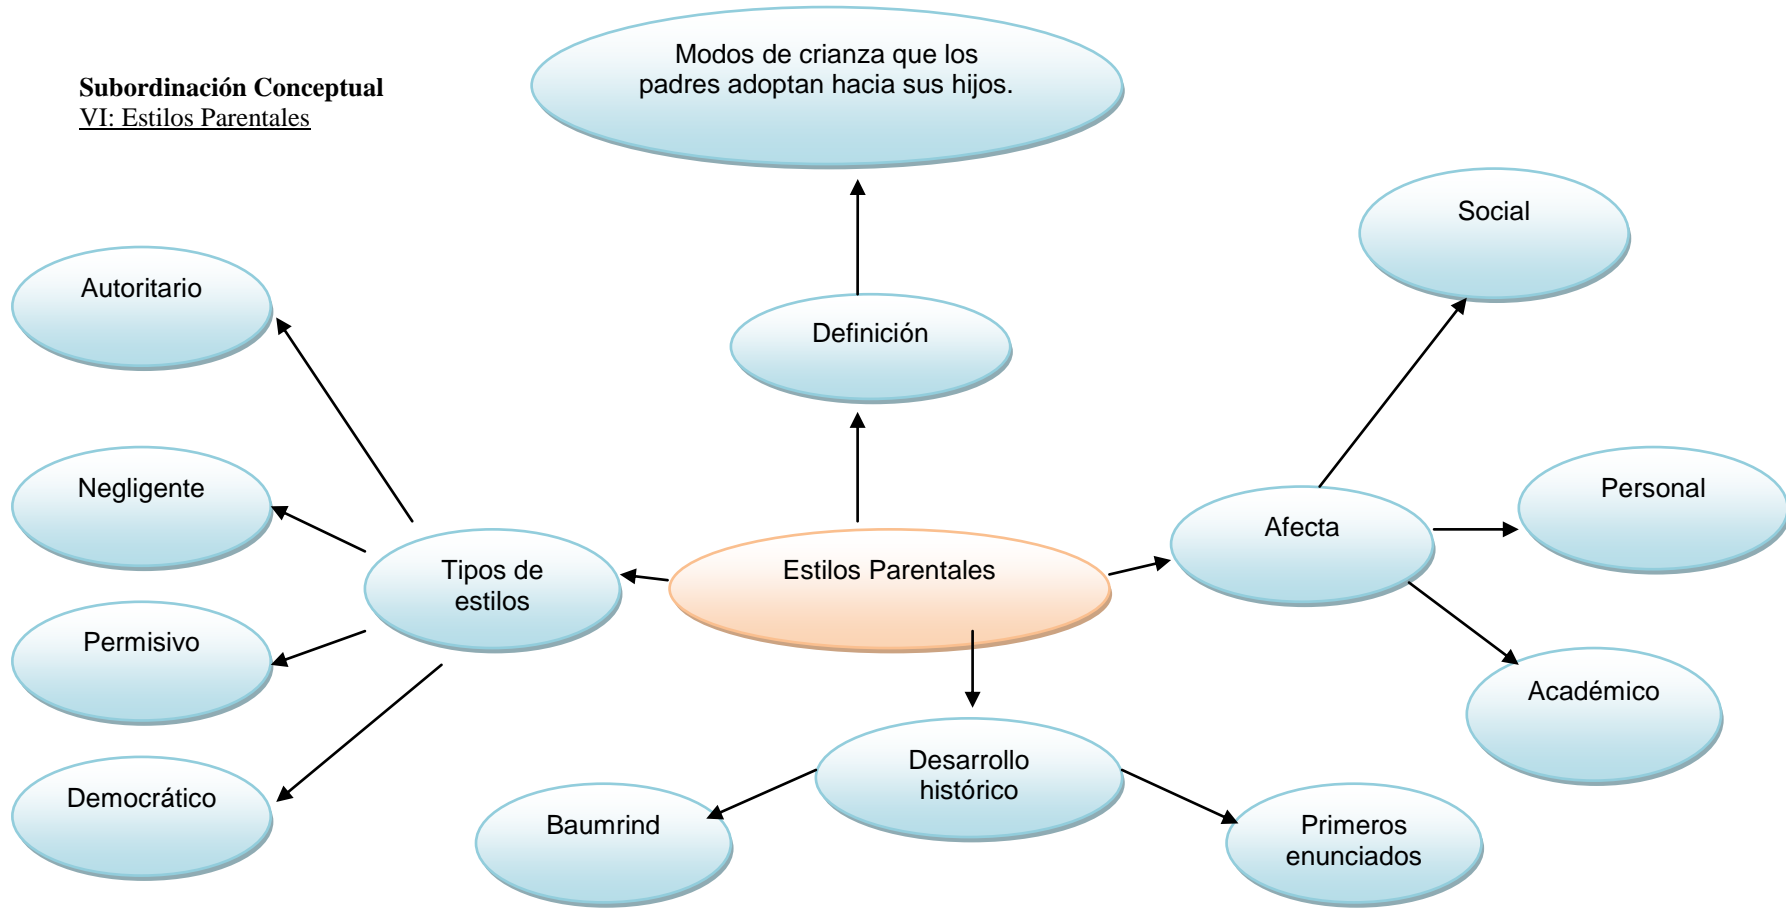 Subordinación Conceptual
VI: Estilos Parentales
Modos de crianza que los
padres adoptan hacia sus hijos.
Social
Autoritario
Definición
Negligente
Personal
Afecta
Tipos de
estilos
Estilos Parentales
Permisivo
Académico
Desarrollo
histórico
Democrático
Baumrind
Primeros
enunciados